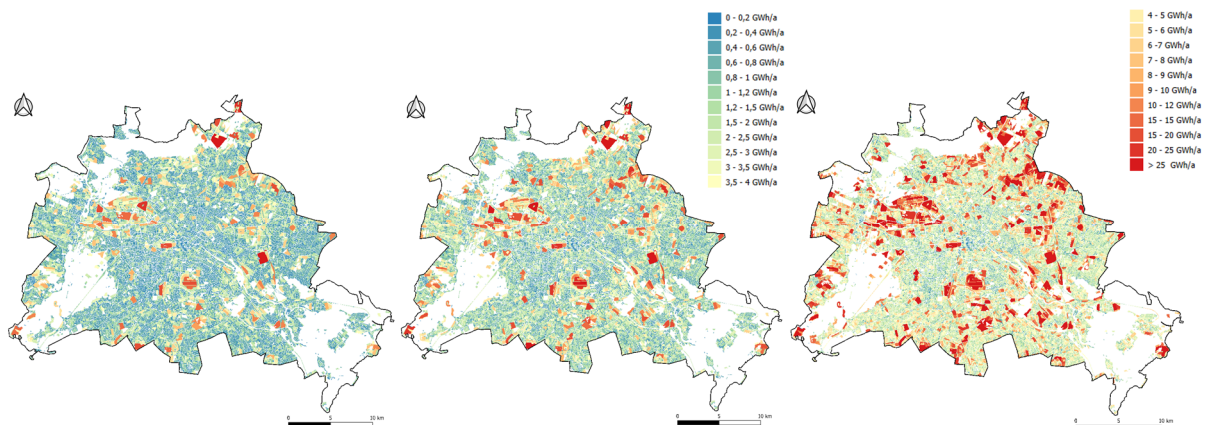 0 - 0,2 GWh/a
0,2 - 0,4 GWh/a
0,4 - 0,6 GWh/a
0,6 - 0,8 GWh/a
0,8 - 1 GWh/a
1 - 1,2 GWh/a
1,2 - 1,5 GWh/a
1,5 - 2 GWh/a
2 - 2,5 GWh/a
2,5 - 3 GWh/a
3 - 3,5 GWh/a
3,5 - 4 GWh/a
4 - 5 GWh/a
5 - 6 GWh/a
6 -7 GWh/a
7 - 8 GWh/a
8 - 9 GWh/a
9 - 10 GWh/a
10 - 12 GWh/a
15 - 15 GWh/a
15 - 20 GWh/a
20 - 25 GWh/a
> 25 GWh/a
0 5 10 km
0 5 10 km
0 5 10 km